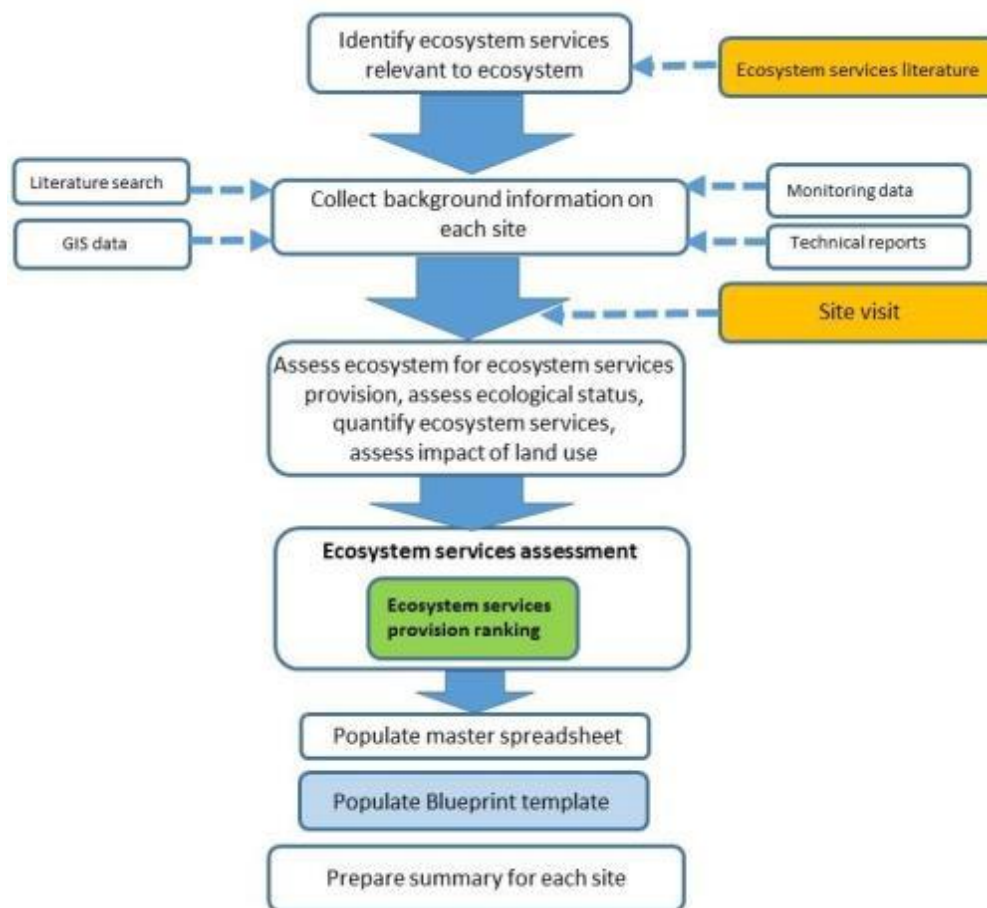 Identify ecosystem services
relevant to ecosystem
Ecosystem services literature
Literature search
Collect background information on
each site
Monitoring data
GIS data
Technical reports
Site visit
Assess ecosystem for ecosystem services
provision, assess ecological status,
quantify ecosystem services,
assess impact of land use
Ecosystem services assessment
Ecosystem services
provision ranking
Populate master spreadsheet
Populate Blueprint template
Prepare summary for each site